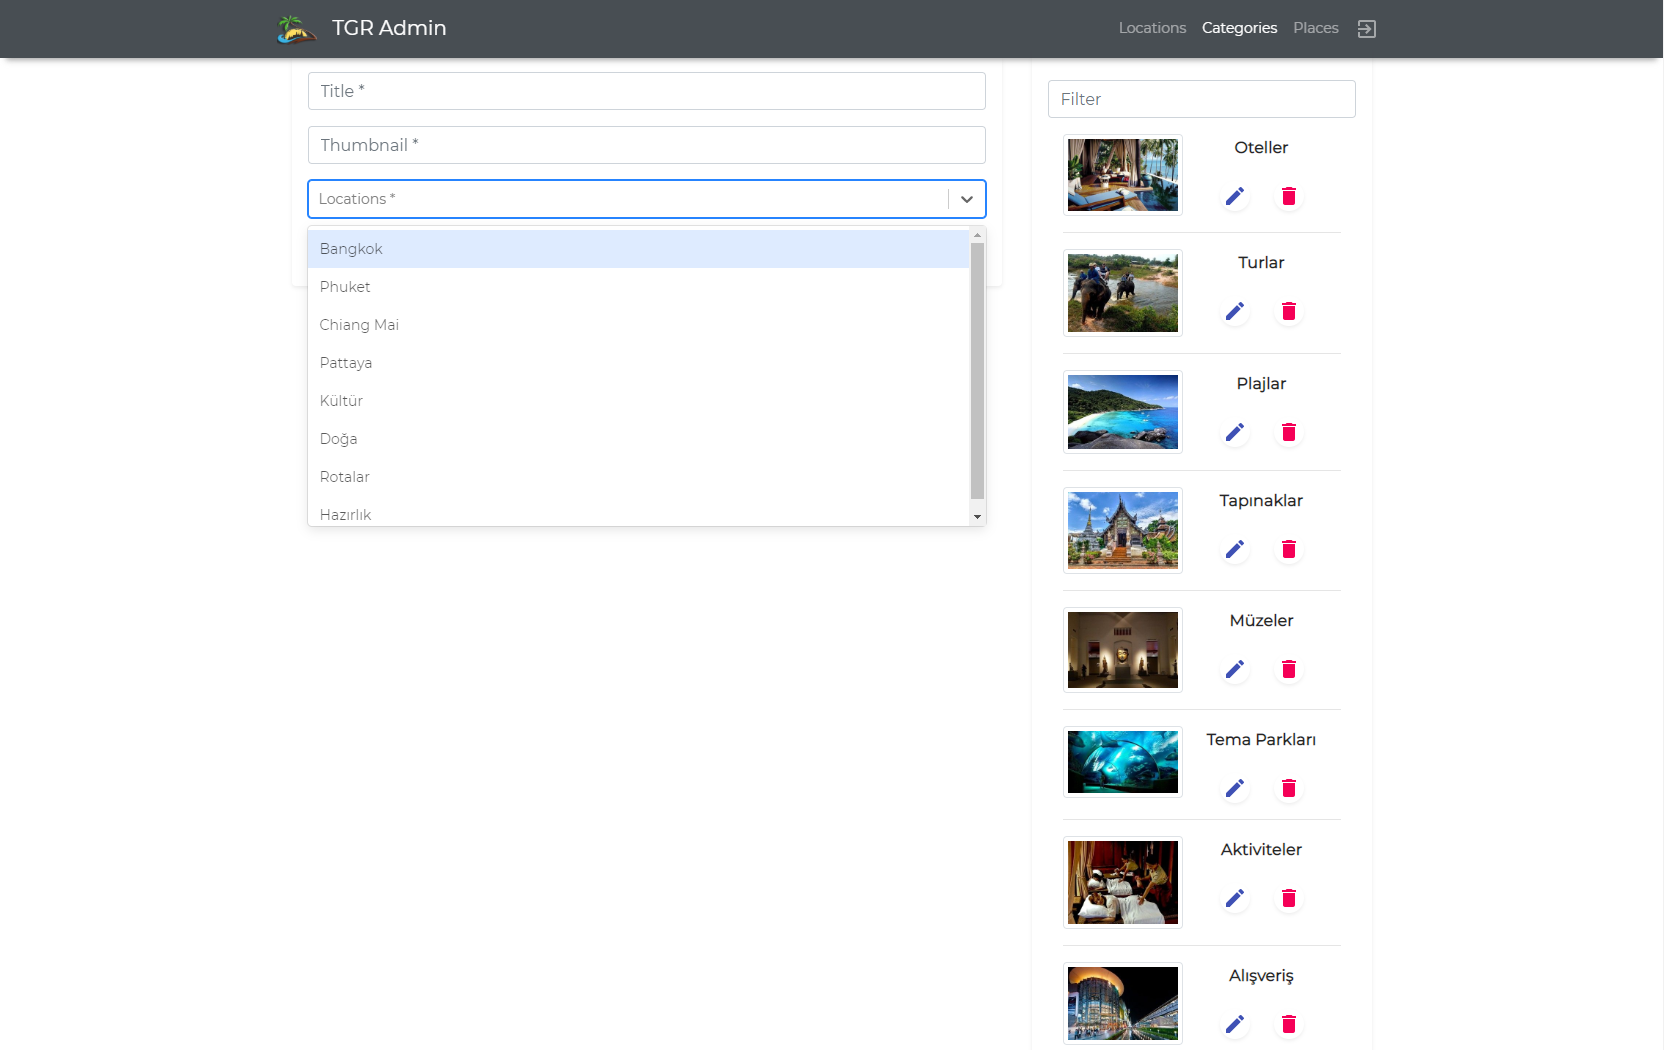 TGR Admin
Locations Categories Places
Title *
Thumbnail *
Locations *
Bangkok
Phuket
Chiang Mai
Pattaya
Kültür
Doğa
Rotalar
Hazırlık
Filter
Oteller
Turlar
Plajlar
Tapınaklar
Müzeler
Tema Parkları
Aktiviteler
Alışveriş